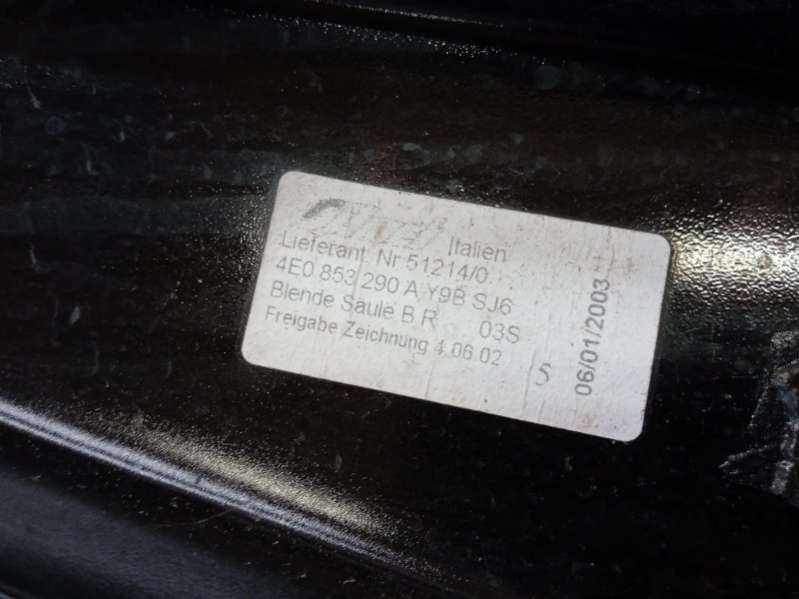 Italien
Lieferant Nr 51214/0
4E0 853 290 A Y9B SJ6
Blende Säule B R 03S
Freigabe Zeichnung 4.06.02
5
06/01/2003